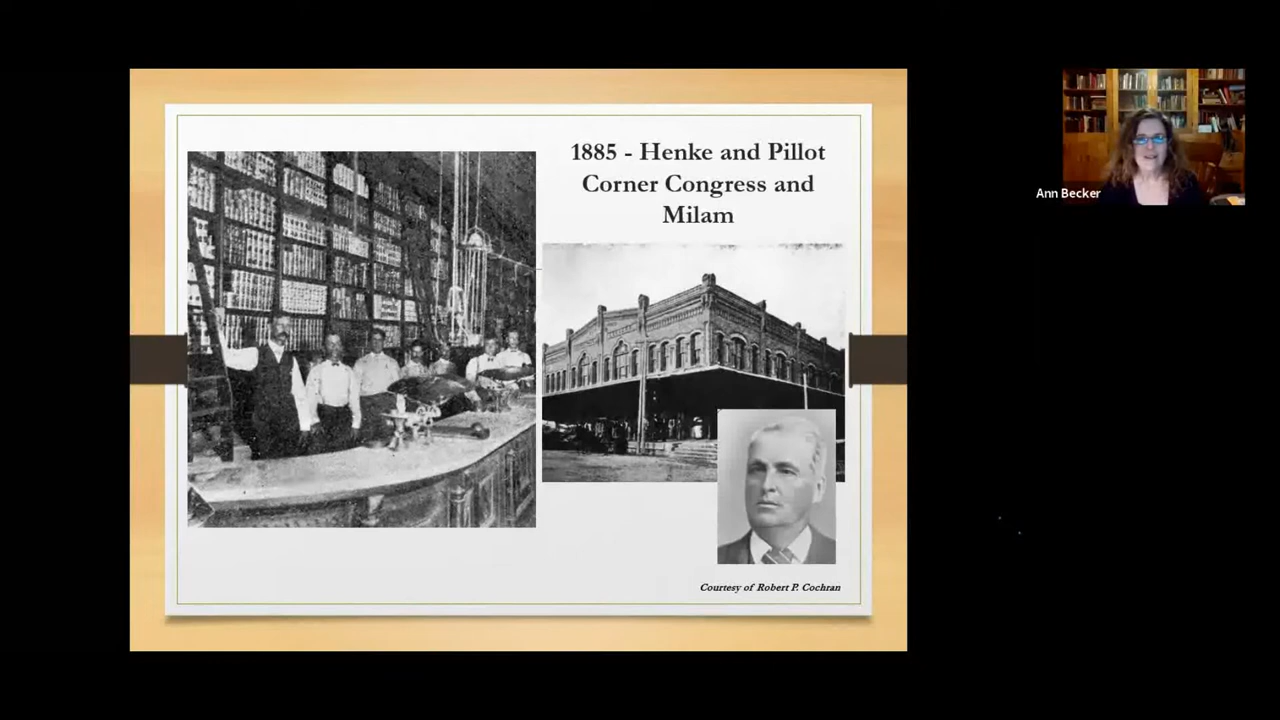 1885 - Henke and Pillot
Corner Congress and
Milam
Courtesy of Robert P. Cochran
Ann Becker